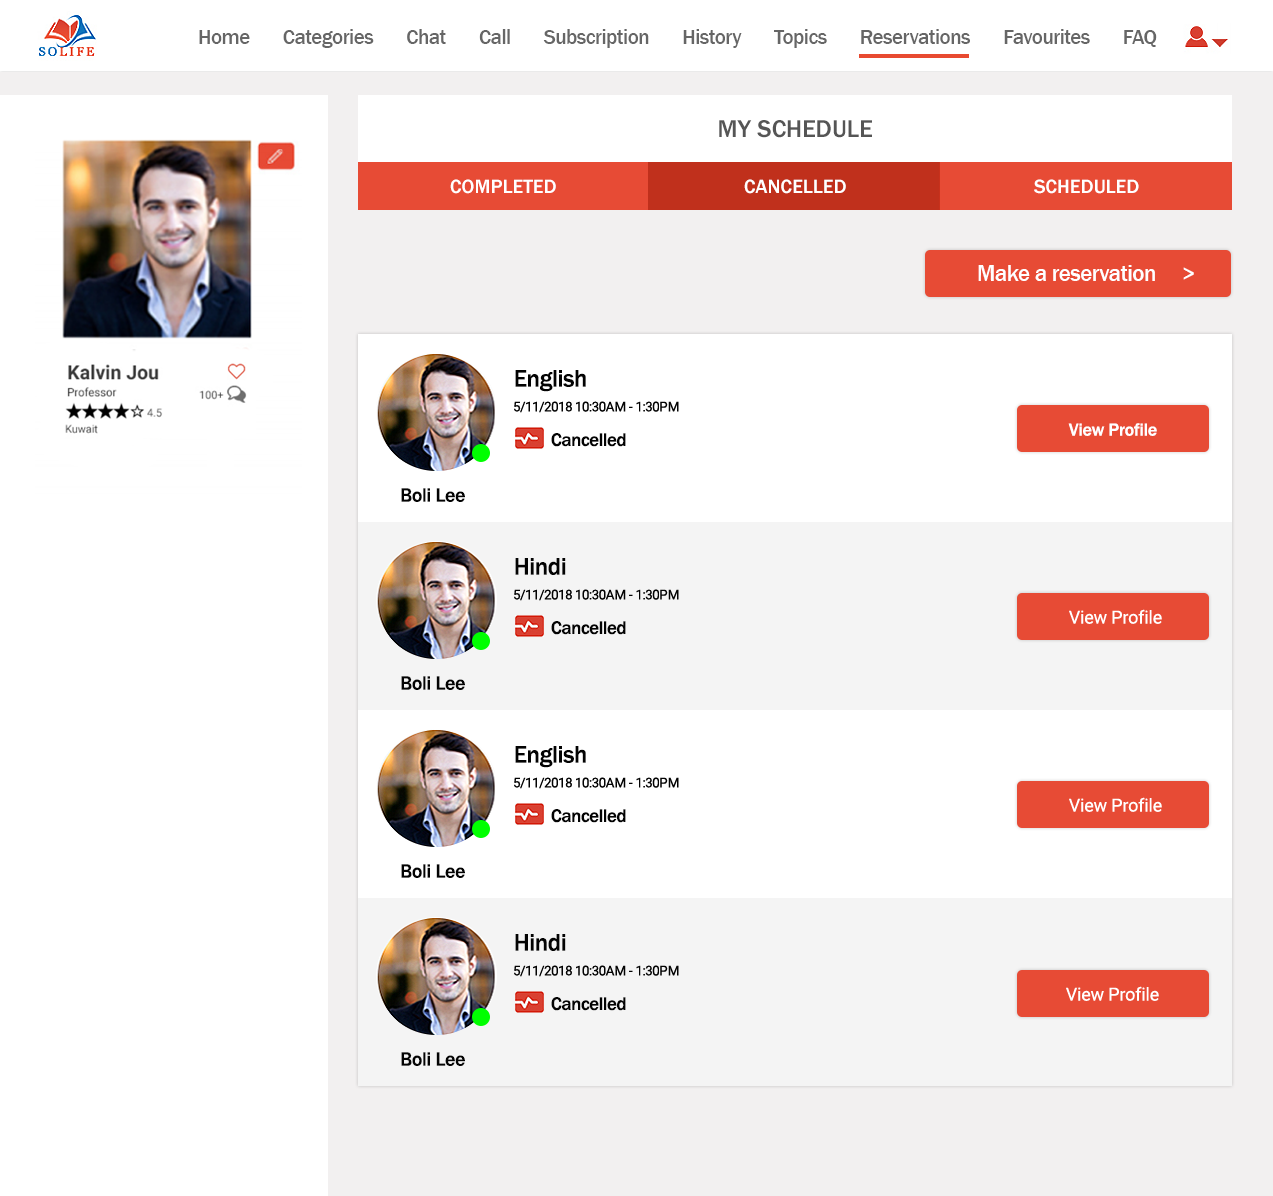 SOLIFE
Home Categories Chat Call Subscription History Topics Reservations Favourites FAQ
Kalvin Jou
Professor
100+
4.5
Kuwait
MY SCHEDULE
COMPLETED CANCELLED SCHEDULED
Make a reservation >
English
5/11/2018 10:30AM - 1:30PM
Cancelled
View Profile
Boli Lee
Hindi
5/11/2018 10:30AM - 1:30PM
Cancelled
View Profile
Boli Lee
English
5/11/2018 10:30AM - 1:30PM
Cancelled
View Profile
Boli Lee
Hindi
5/11/2018 10:30AM - 1:30PM
Cancelled
View Profile
Boli Lee